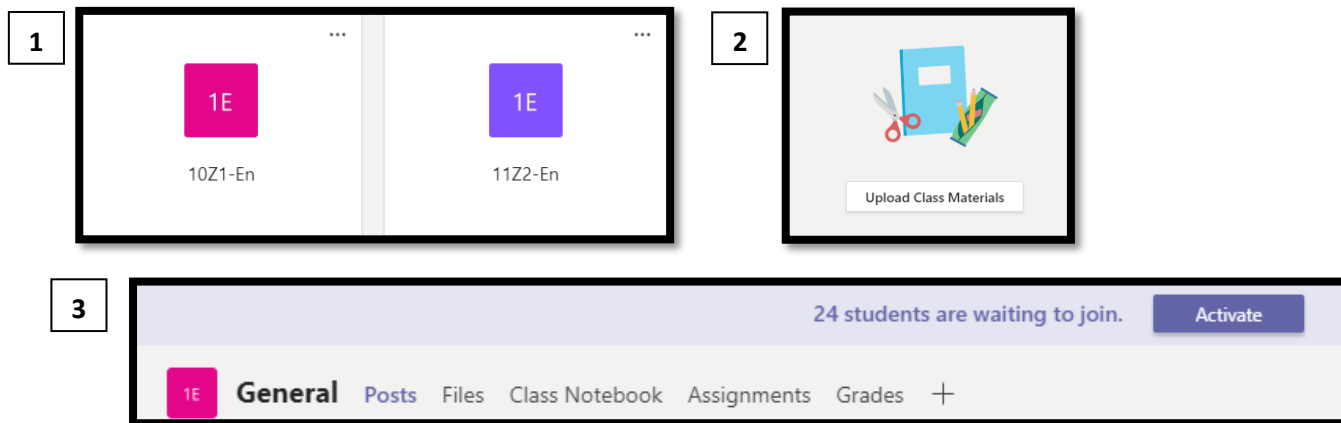 1
...
...
1E
1E
10Z1-En
11Z2-En
2
Upload Class Materials
3
24 students are waiting to join. Activate
1E General Posts Files Class Notebook Assignments Grades +